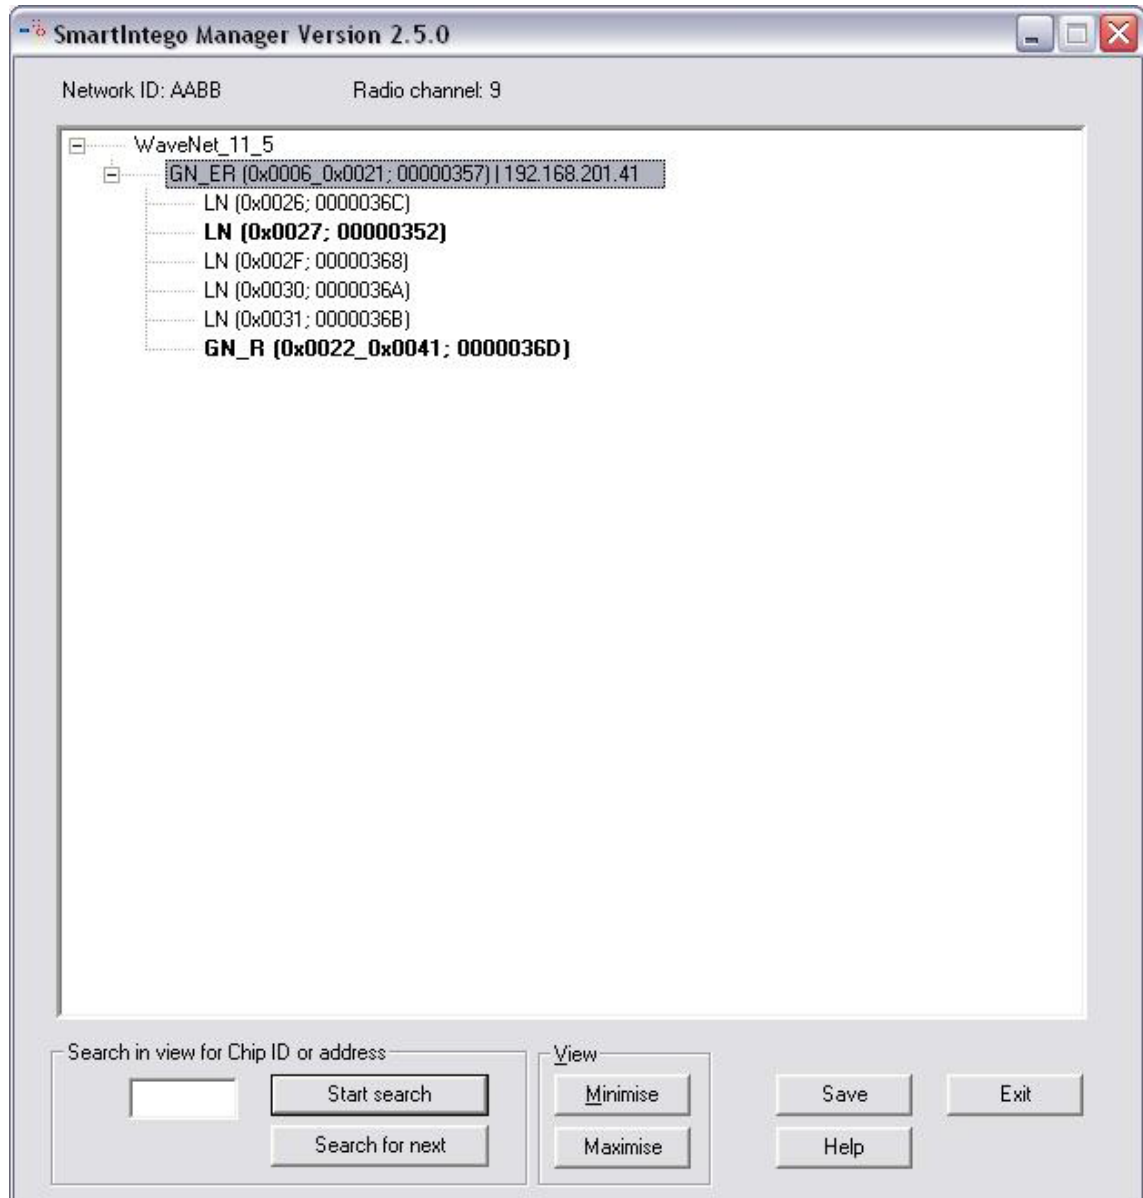 SmartIntego Manager Version 2.5.0
Network ID: AABB Radio channel: 9
WaveNet_11_5
GN_ER (0x0006_0x0021; 00000357) | 192.168.201.41
LN (0x0026; 0000036C)
LN (0x0027; 00000352)
LN (0x002F; 00000368)
LN (0x0030; 0000036A)
LN (0x0031; 0000036B)
GN_R (0x0022_0x0041; 0000036D)
Search in view for Chip ID or address
Start search
Search for next
View
Minimise
Maximise
Save
Help
Exit